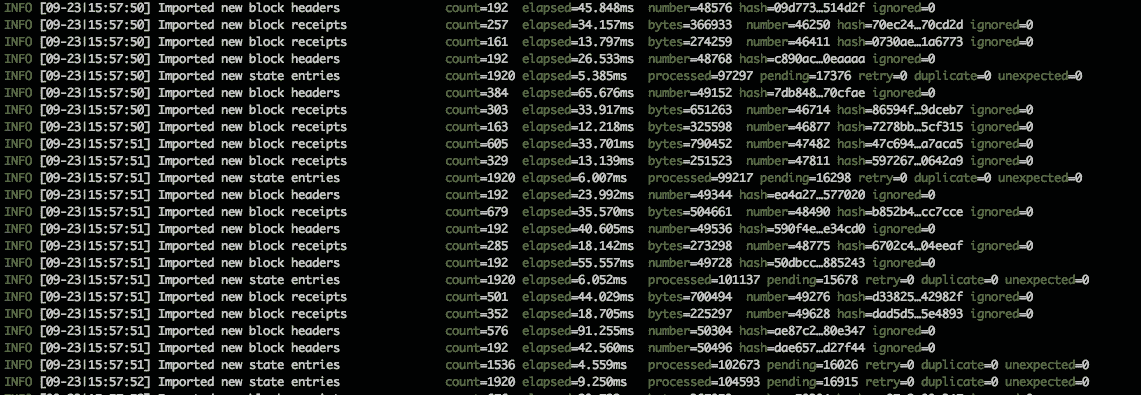 INFO [09-23|15:57:50] Imported new block headers count=192 elapsed=45.848ms number=48576 hash=09d773…514d2f ignored=0
INFO [09-23|15:57:50] Imported new block receipts count=257 elapsed=34.157ms bytes=366933 number=46250 hash=70ec24…70cd2d ignored=0
INFO [09-23|15:57:50] Imported new block receipts count=161 elapsed=13.797ms bytes=274259 number=46411 hash=0730ae…1a6773 ignored=0
INFO [09-23|15:57:50] Imported new block headers count=192 elapsed=26.533ms number=48768 hash=c890ac…0eaaaa ignored=0
INFO [09-23|15:57:50] Imported new state entries count=1920 elapsed=5.385ms processed=97297 pending=17376 retry=0 duplicate=0 unexpected=0
INFO [09-23|15:57:50] Imported new block headers count=384 elapsed=65.676ms number=49152 hash=7db848…70cfae ignored=0
INFO [09-23|15:57:50] Imported new block receipts count=303 elapsed=33.917ms bytes=651263 number=46714 hash=86594f…9dceb7 ignored=0
INFO [09-23|15:57:50] Imported new block receipts count=163 elapsed=12.218ms bytes=325598 number=46877 hash=7278bb…5cf315 ignored=0
INFO [09-23|15:57:51] Imported new block receipts count=605 elapsed=33.701ms bytes=790452 number=47482 hash=47c694…a7aca5 ignored=0
INFO [09-23|15:57:51] Imported new block receipts count=329 elapsed=13.139ms bytes=251523 number=47811 hash=597267…0642a9 ignored=0
INFO [09-23|15:57:51] Imported new state entries count=1920 elapsed=6.007ms processed=99217 pending=16298 retry=0 duplicate=0 unexpected=0
INFO [09-23|15:57:51] Imported new block headers count=192 elapsed=23.992ms number=49344 hash=ea4a27…577020 ignored=0
INFO [09-23|15:57:51] Imported new block receipts count=679 elapsed=35.570ms bytes=504661 number=48490 hash=b852b4…cc7cce ignored=0
INFO [09-23|15:57:51] Imported new block headers count=192 elapsed=40.605ms number=49536 hash=590f4e…e34cd0 ignored=0
INFO [09-23|15:57:51] Imported new block receipts count=285 elapsed=18.142ms bytes=273298 number=48775 hash=6702c4…04eeaf ignored=0
INFO [09-23|15:57:51] Imported new block headers count=192 elapsed=55.557ms number=49728 hash=50dbcc…885243 ignored=0
INFO [09-23|15:57:51] Imported new state entries count=1920 elapsed=6.052ms processed=101137 pending=15678 retry=0 duplicate=0 unexpected=0
INFO [09-23|15:57:51] Imported new block receipts count=501 elapsed=44.029ms bytes=700494 number=49276 hash=d33825…42982f ignored=0
INFO [09-23|15:57:51] Imported new block receipts count=352 elapsed=18.705ms bytes=225297 number=49628 hash=dad5d5…5e4893 ignored=0
INFO [09-23|15:57:51] Imported new block headers count=576 elapsed=91.255ms number=50304 hash=ae87c2…80e347 ignored=0
INFO [09-23|15:57:51] Imported new block headers count=192 elapsed=42.560ms number=50496 hash=dae657…d27f44 ignored=0
INFO [09-23|15:57:51] Imported new state entries count=1536 elapsed=4.559ms processed=102673 pending=16026 retry=0 duplicate=0 unexpected=0
INFO [09-23|15:57:52] Imported new state entries count=1920 elapsed=9.250ms processed=104593 pending=16915 retry=0 duplicate=0 unexpected=0